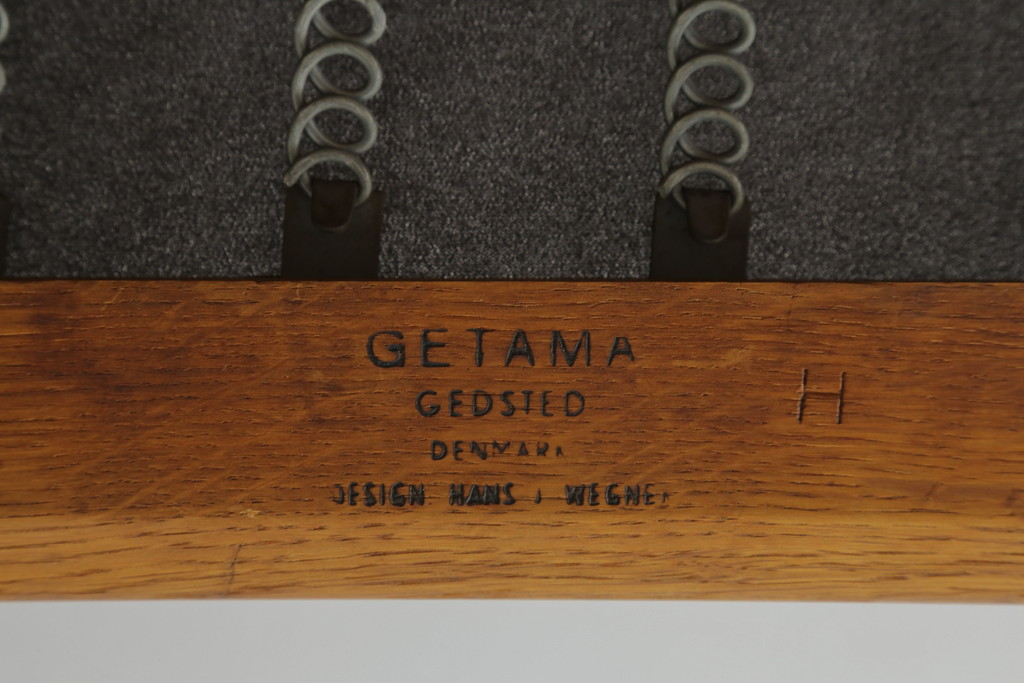 GETAMA
GEDSTED
H
DENMARK
DESIGN HANS J WEGNER